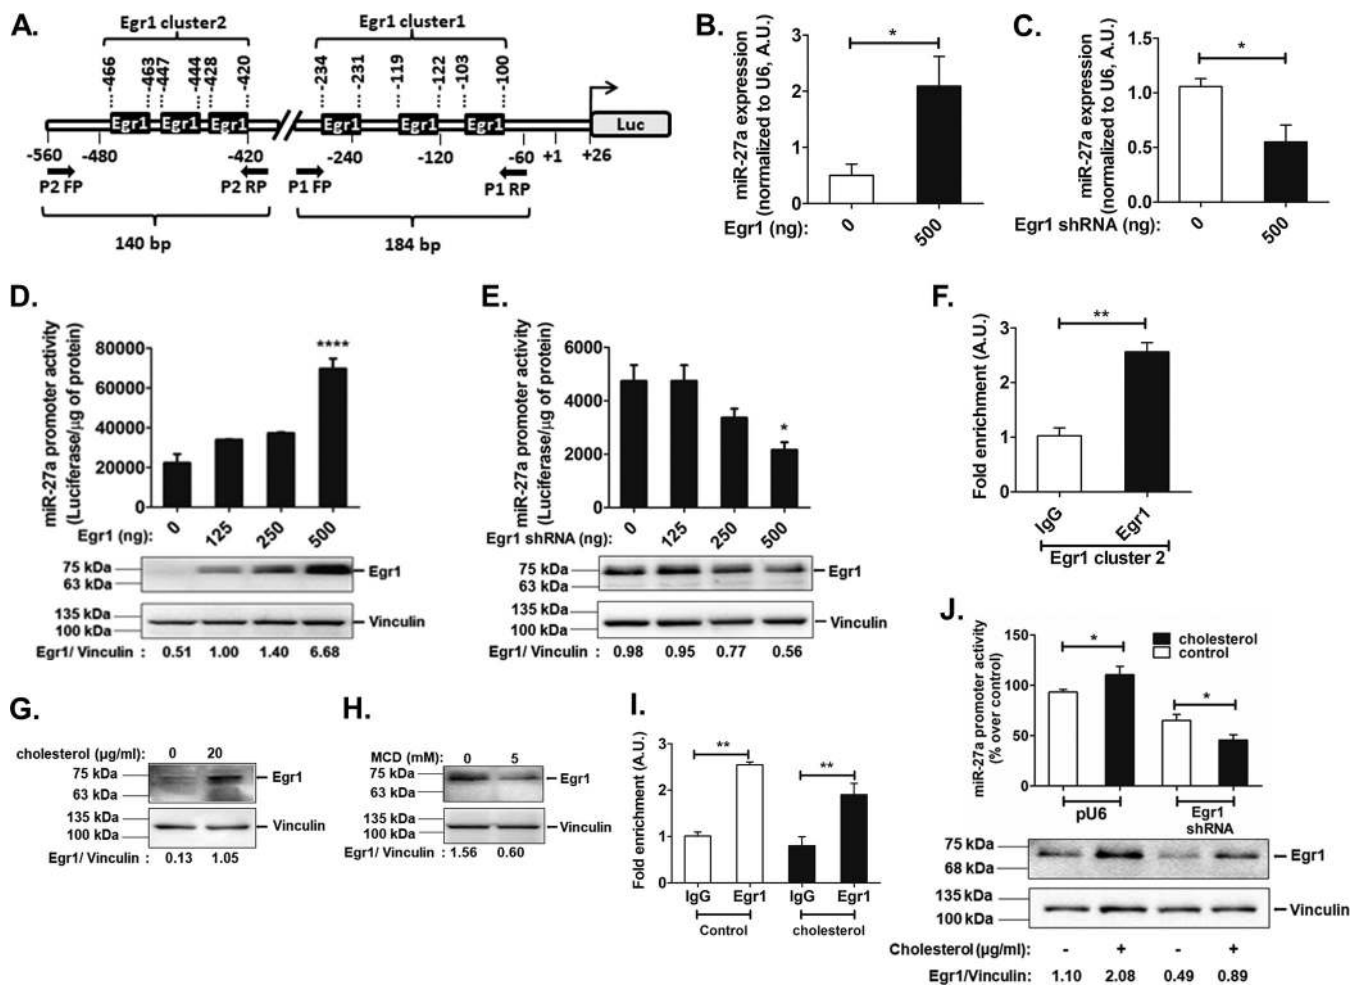 A.
Egr1 cluster2
Egr1 cluster1
-466 -463 -447 -444 -428 -420 -234 -231 -119 -122 -103 -100
Egr1 Egr1 Egr1 Egr1 Egr1 Egr1 Luc
-560 -480 -420 -240 -120 -60 +1 +26
P2 FP P2 RP P1 FP P1 RP
140 bp 184 bp
B.
miR-27a expression
(normalized to U6, A.U.)
3
2
1
0
*
Egr1 (ng): 0 500
C.
miR-27a expression
(normalized to U6, A.U.)
1.5
1.0
0.5
0.0
*
Egr1 shRNA (ng): 0 500
D.
miR-27a promoter activity
(Luciferase/µg of protein)
80000
60000
40000
20000
0
****
Egr1 (ng): 0 125 250 500
75 kDa Egr1
63 kDa
135 kDa Vinculin
100 kDa
Egr1/ Vinculin : 0.51 1.00 1.40 6.68
E.
miR-27a promoter activity
(Luciferase/µg of protein)
6000
4000
2000
0
*
Egr1 shRNA (ng): 0 125 250 500
75 kDa Egr1
63 kDa
135 kDa Vinculin
100 kDa
Egr1/ Vinculin : 0.98 0.95 0.77 0.56
F.
Fold enrichment (A.U.)
3
2
1
0
**
IgG Egr1
Egr1 cluster 2
G.
cholesterol (µg/ml): 0 20
75 kDa Egr1
63 kDa
135 kDa Vinculin
100 kDa
Egr1/ Vinculin : 0.13 1.05
H.
MCD (mM): 0 5
75 kDa Egr1
63 kDa
135 kDa Vinculin
100 kDa
Egr1/ Vinculin : 1.56 0.60
I.
Fold enrichment (A.U.)
3
2
1
0
** **
IgG Egr1 IgG Egr1
Control cholesterol
J.
miR-27a promoter activity
(% over control)
150
100
50
0
cholesterol
control
* *
pU6 Egr1
shRNA
75 kDa Egr1
68 kDa
135 kDa Vinculin
100 kDa
Cholesterol (µg/ml): - + - +
Egr1/Vinculin: 1.10 2.08 0.49 0.89